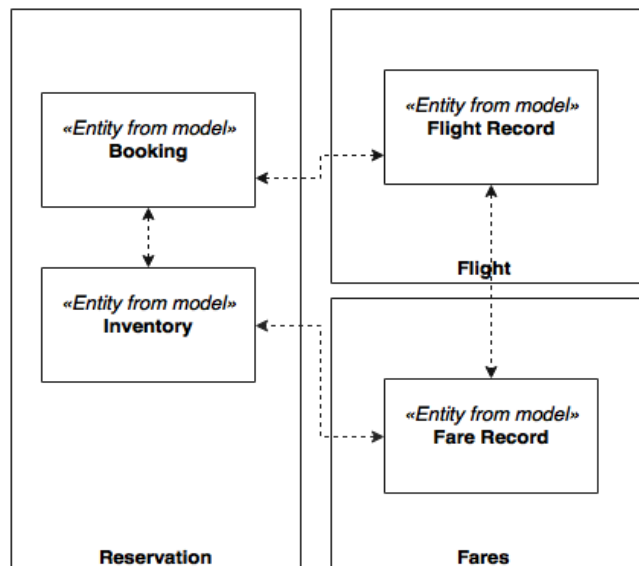 «Entity from model»
Booking
«Entity from model»
Inventory
Reservation
«Entity from model»
Flight Record
Flight
«Entity from model»
Fare Record
Fares